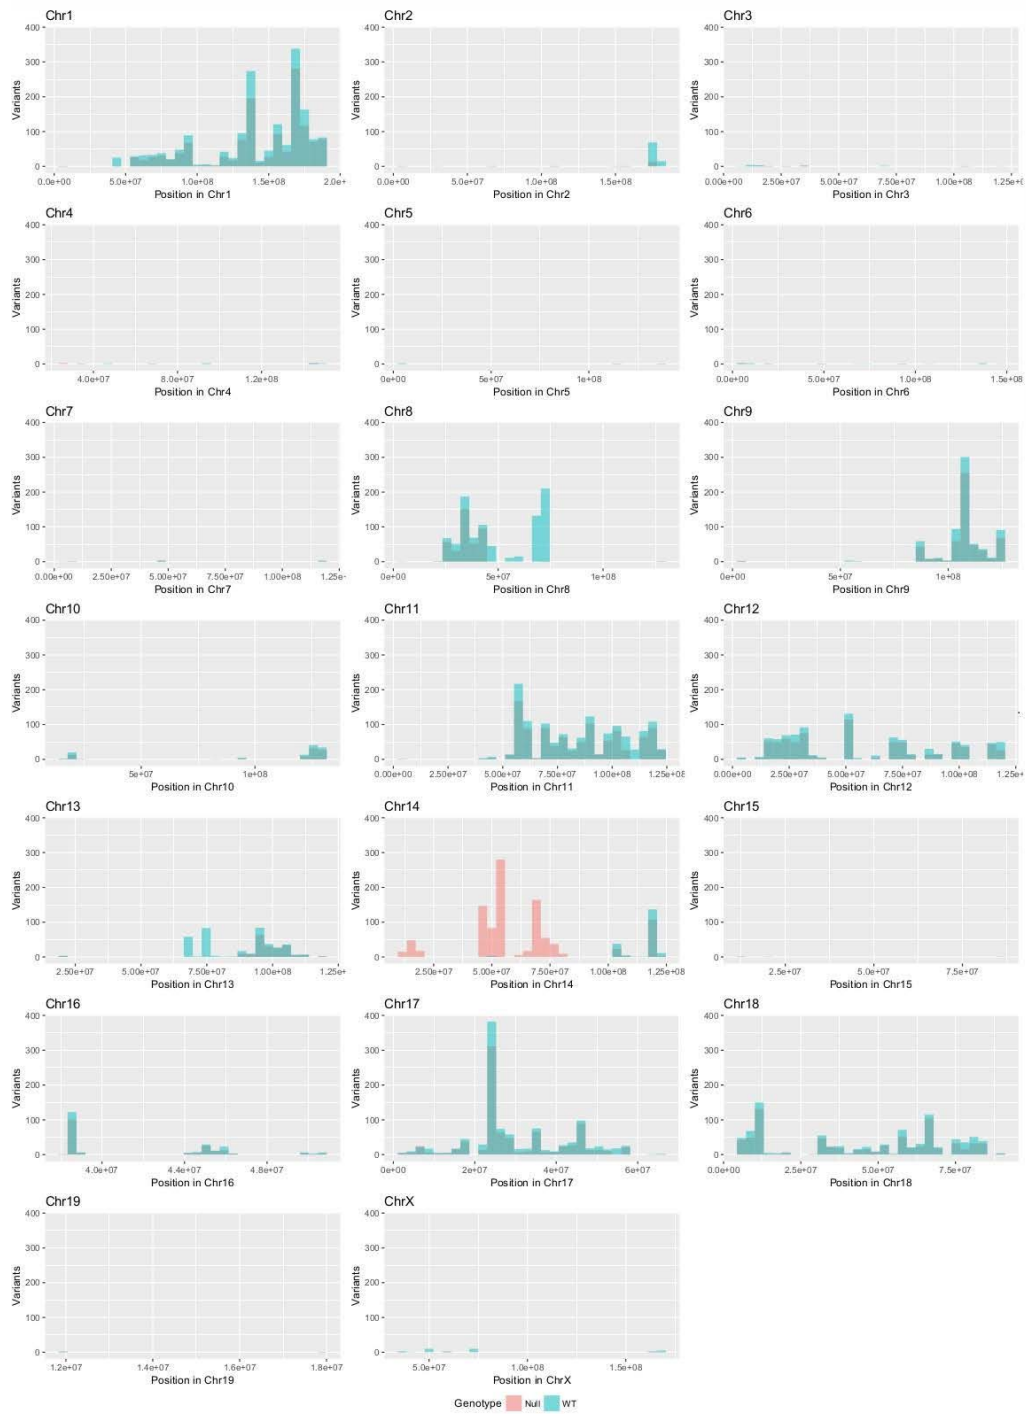 Chr1 Chr2 Chr3
400 400 400
300 300 300
200 200 200
100 100 100
0 0 0
Variants Variants Variants
0.0e+00 5.0e+07 1.0e+08 1.5e+08 2.0e+ 0.0e+00 5.0e+07 1.0e+08 1.5e+08 0.00e+00 2.50e+07 5.00e+07 7.50e+07 1.00e+08 1.25e+
Position in Chr1 Position in Chr2 Position in Chr3
Chr4 Chr5 Chr6
400 400 400
300 300 300
200 200 200
100 100 100
0 0 0
Variants Variants Variants
4.0e+07 8.0e+07 1.2e+08 0e+00 5e+07 1e+08 0.0e+00 5.0e+07 1.0e+08 1.5e+08
Position in Chr4 Position in Chr5 Position in Chr6
Chr7 Chr8 Chr9
400 400 400
300 300 300
200 200 200
100 100 100
0 0 0
Variants Variants Variants
0.00e+00 2.50e+07 5.00e+07 7.50e+07 1.00e+08 1.25e+ 0e+00 5e+07 1e+08 0e+00 5e+07 1e+08
Position in Chr7 Position in Chr8 Position in Chr9
Chr10 Chr11 Chr12
400 400 400
300 300 300
200 200 200
100 100 100
0 0 0
Variants Variants Variants
5e+07 1e+08 0.00e+00 2.50e+07 5.00e+07 7.50e+07 1.00e+08 1.25e+08 0.00e+00 2.50e+07 5.00e+07 7.50e+07 1.00e+08 1.25e+
Position in Chr10 Position in Chr11 Position in Chr12
Chr13 Chr14 Chr15
400 400 400
300 300 300
200 200 200
100 100 100
0 0 0
Variants Variants Variants
2.50e+07 5.00e+07 7.50e+07 1.00e+08 1.25e+ 2.50e+07 5.00e+07 7.50e+07 1.00e+08 1.25e+08 2.5e+07 5.0e+07 7.5e+07
Position in Chr13 Position in Chr14 Position in Chr15
Chr16 Chr17 Chr18
400 400 400
300 300 300
200 200 200
100 100 100
0 0 0
Variants Variants Variants
4.0e+07 4.4e+07 4.8e+07 0e+00 2e+07 4e+07 6e+07 0.0e+00 2.5e+07 5.0e+07 7.5e+07
Position in Chr16 Position in Chr17 Position in Chr18
Chr19 ChrX
400 400
300 300
200 200
100 100
0 0
Variants Variants
1.2e+07 1.4e+07 1.6e+07 1.8e+07 5.0e+07 1.0e+08 1.5e+08
Position in Chr19 Position in ChrX
Genotype Null WT